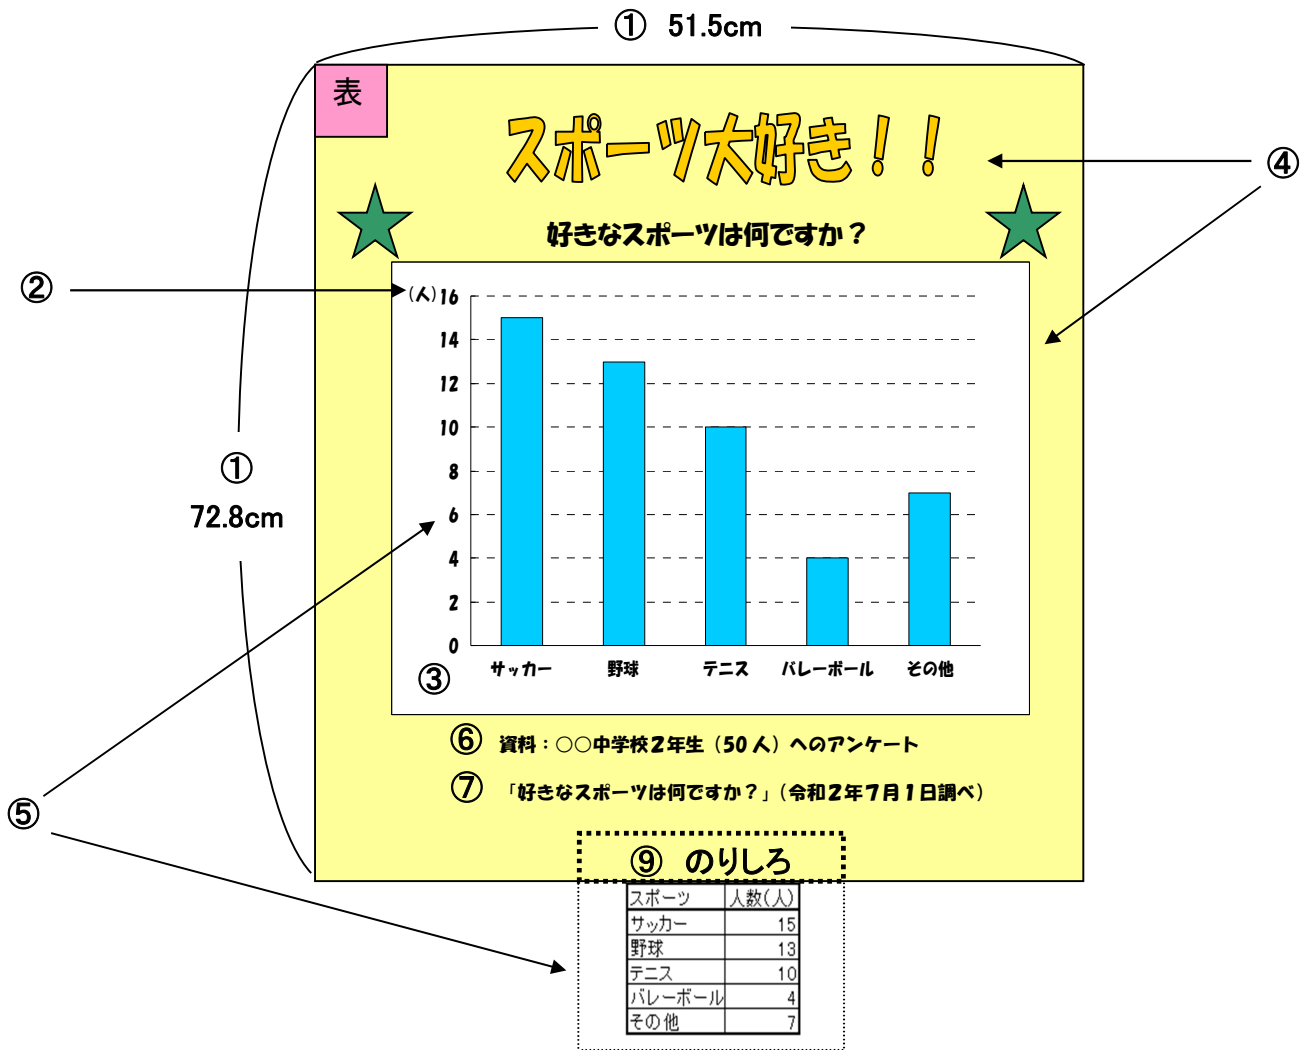 ① 51.5cm
表
スポーツ大好き！！
④
好きなスポーツは何ですか？
②
(人)
16
14
12
10
8
6
4
2
0
①
72.8cm
サッカー 野球 テニス バレーボール その他
③
⑥ 資料：○○中学校２年生（50人）へのアンケート
⑦ 「好きなスポーツは何ですか？」（令和２年７月１日調べ）
⑤
⑨ のりしろ
スポーツ 人数(人)
サッカー 15
野球 13
テニス 10
バレーボール 4
その他 7